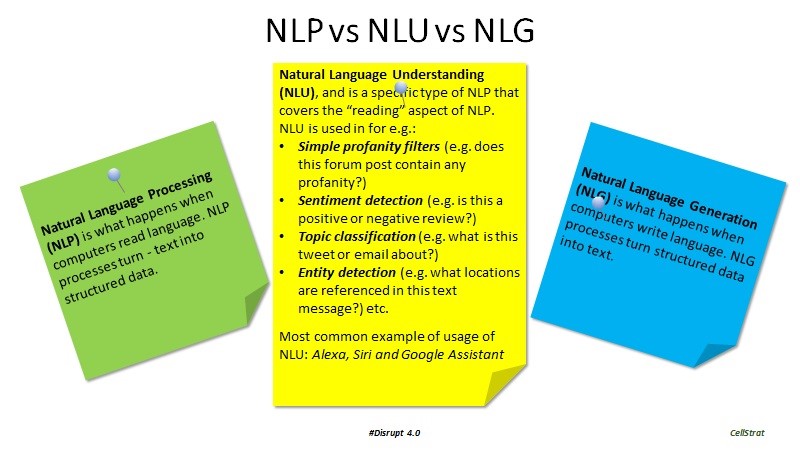 NLP vs NLU vs NLG
Natural Language Processing
(NLP) is what happens when
computers read language. NLP
processes turn - text into
structured data.
Natural Language Understanding
(NLU), and is a specific type of NLP that
covers the “reading” aspect of NLP.
NLU is used in for e.g.:
• Simple profanity filters (e.g. does
this forum post contain any
profanity?)
• Sentiment detection (e.g. is this a
positive or negative review?)
• Topic classification (e.g. what is this
tweet or email about?)
• Entity detection (e.g. what locations
are referenced in this text
message?) etc.
Most common example of usage of
NLU: Alexa, Siri and Google Assistant
Natural Language Generation
(NLG) is what happens when
computers write language. NLG
processes turn structured data
into text.
#Disrupt 4.0
CellStrat